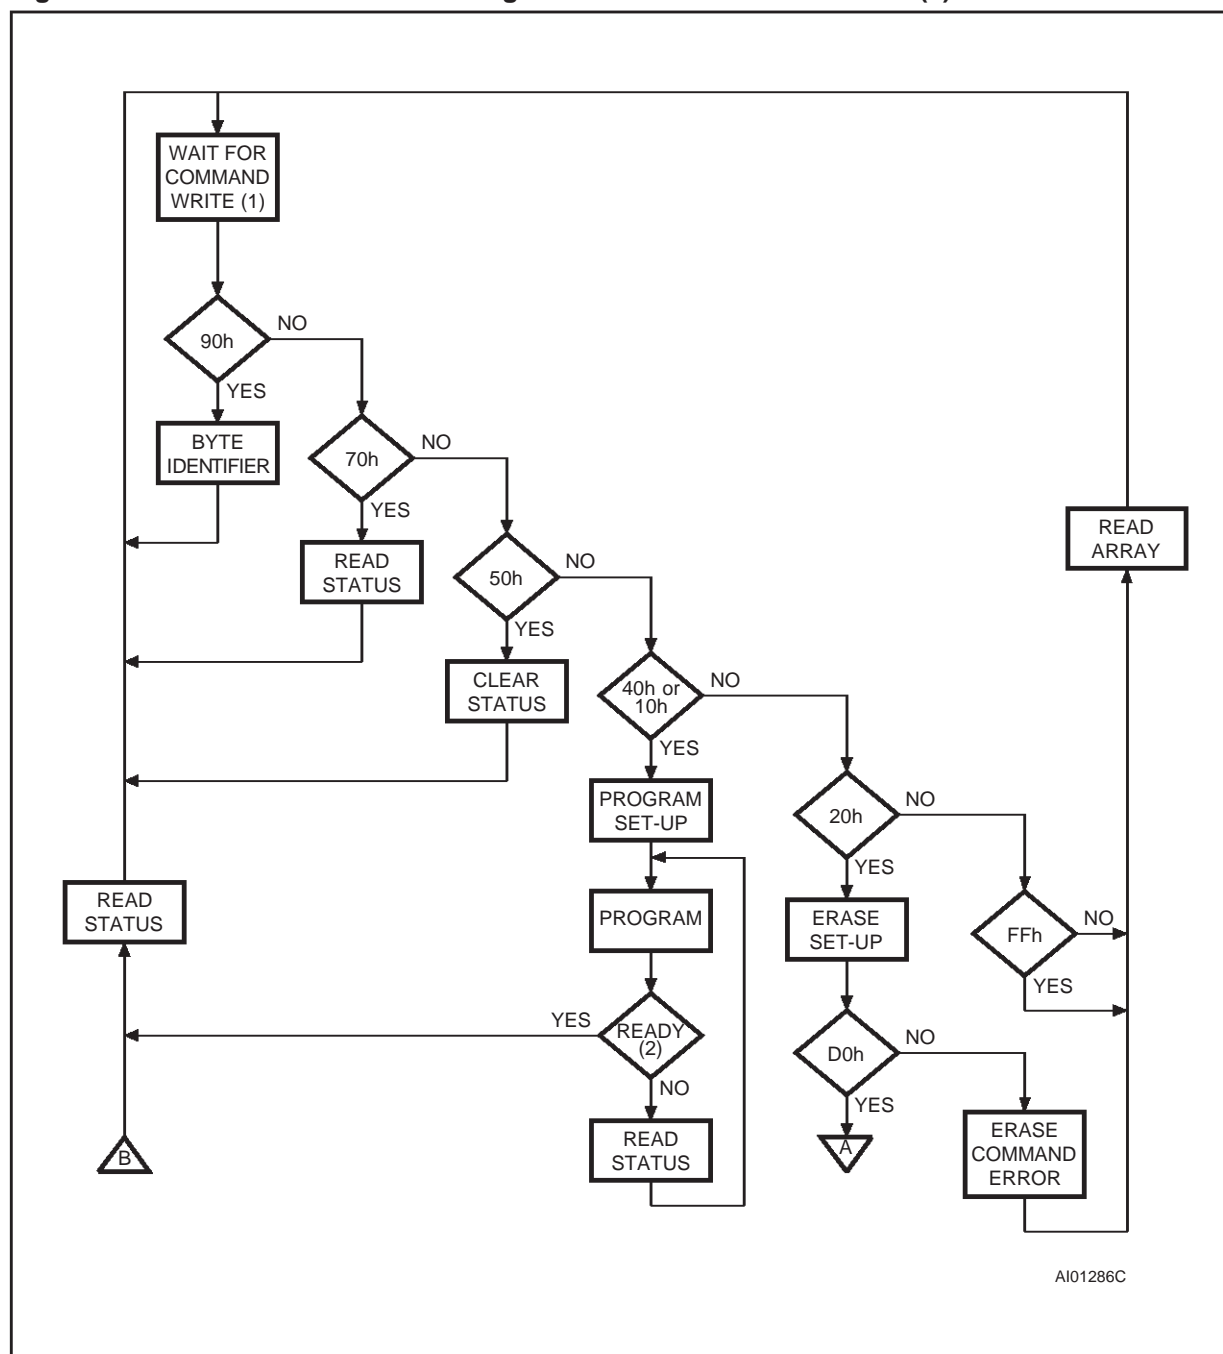 WAIT FOR
COMMAND
WRITE (1)
90h
NO
YES
BYTE
IDENTIFIER
70h
NO
YES
READ
STATUS
50h
NO
YES
CLEAR
STATUS
40h or
10h
NO
YES
PROGRAM
SET-UP
PROGRAM
READY
(2)
YES
NO
READ
STATUS
20h
NO
YES
ERASE
SET-UP
D0h
NO
YES
A
ERASE
COMMAND
ERROR
FFh
NO
YES
READ
ARRAY
READ
STATUS
B
AI01286C